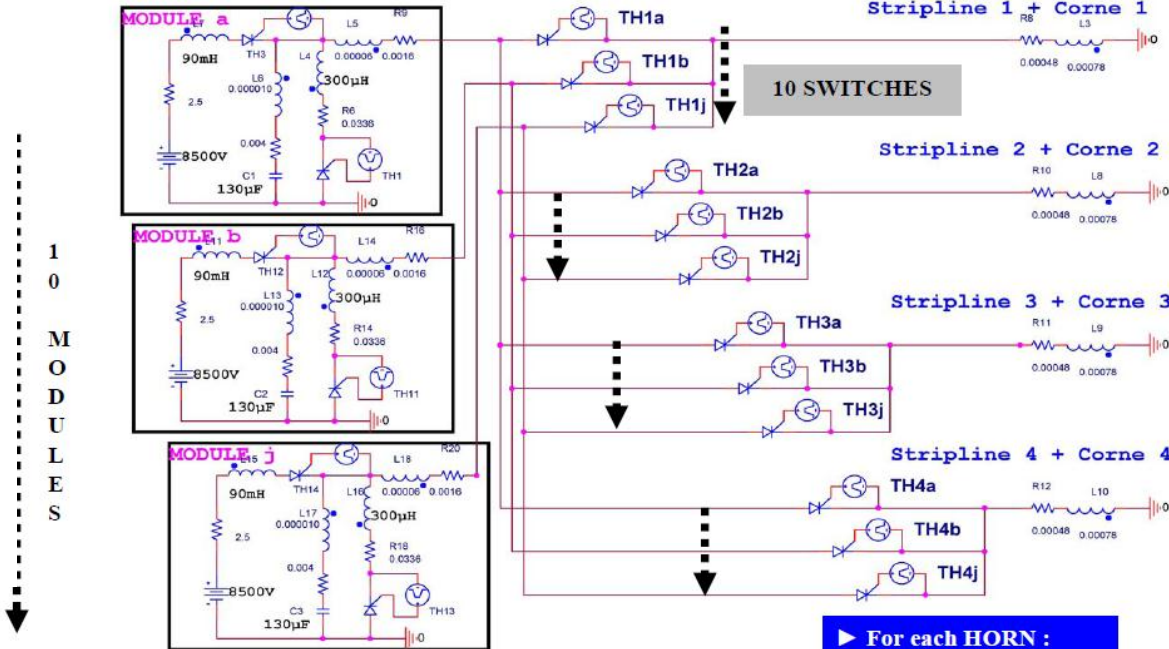 MODULE a
L7
90mH
2.5
8500V
TH3
L6
0.000010
0.004
C1
130µF
L4
300µH
R6
0.0336
TH1
0
L5
0.00006
R9
0.0016
MODULE b
L11
90mH
2.5
8500V
TH12
L13
0.000010
0.004
C2
130µF
L12
300µH
R14
0.0336
TH11
0
L14
0.00006
R16
0.0016
MODULE j
L15
90mH
2.5
8500V
TH14
L17
0.000010
0.004
C3
130µF
L16
300µH
R18
0.0336
TH13
0
L18
0.00006
R20
0.0016
10 MODULES
TH1a
TH1b
TH1j
10 SWITCHES
Stripline 1 + Corne 1
R8
0.00048
L3
0.00078
0
TH2a
TH2b
TH2j
Stripline 2 + Corne 2
R10
0.00048
L8
0.00078
0
TH3a
TH3b
TH3j
Stripline 3 + Corne 3
R11
0.00048
L9
0.00078
0
TH4a
TH4b
TH4j
Stripline 4 + Corne 4
R12
0.00048
L10
0.00078
0
► For each HORN :